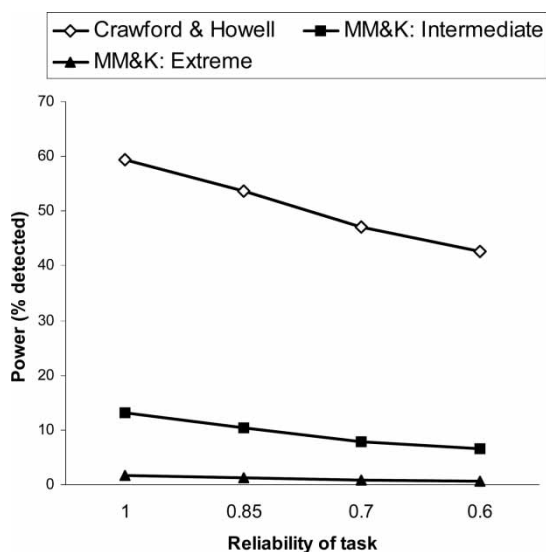 Crawford & Howell MM&K: Intermediate
MM&K: Extreme
70
60
50
40
30
20
10
0
Power (% detected)
1 0.85 0.7 0.6
Reliability of task